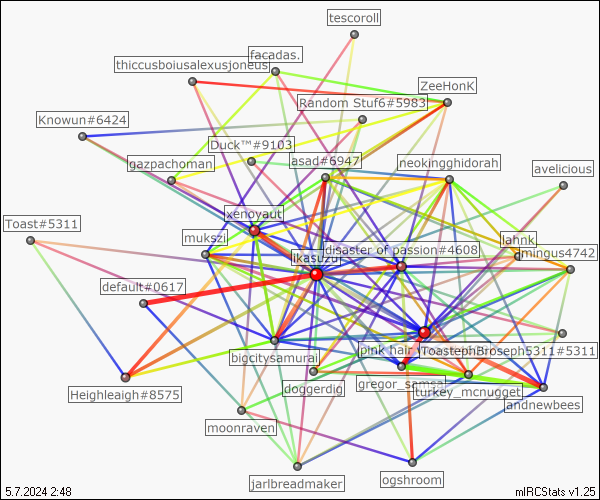 tescoroll
facadas.
thiccusboiusalexusjoneus
ZeeHonK
Random Stuf6#5983
Knowun#6424
Duck™#9103
asad#6947
neokingghidorah
gazpachoman
avelicious
xenoyaut
Toast#5311
mukszi
lahnk
disaster of passion#4608
mingus4742
ikasuzu
default#0617
pink hair
ToastephBroseph5311#5311
bigcitysamurai
doggerdig
gregor_samsa
turkey_mcnugget
Heighleaigh#8575
andnewbees
moonraven
jarlbreadmaker
ogshroom
5.7.2024 2:48
mIRCStats v1.25